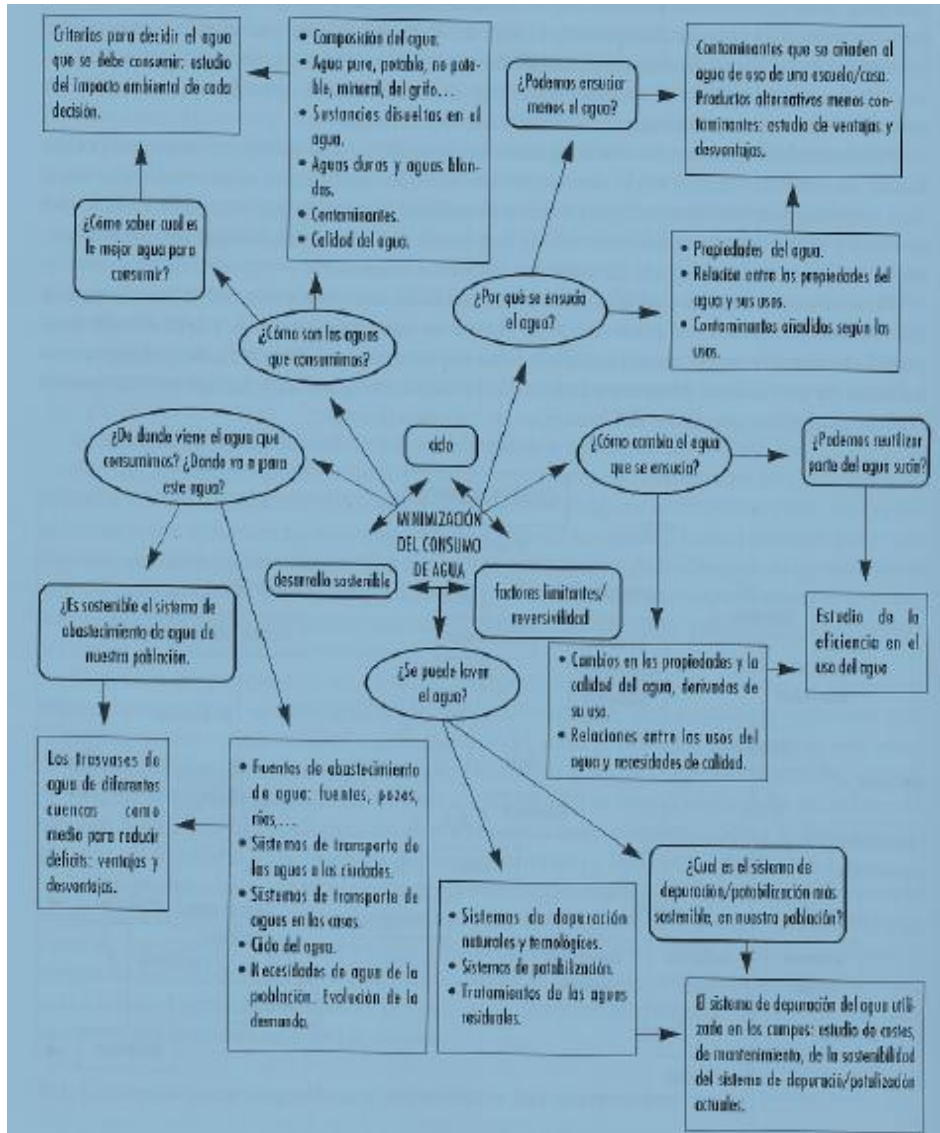 Criterios para decidir el agua
que se debe consumir: estudio
del impacto ambiental de cada
decisión.
• Composición del agua.
• Agua pura, potable, no pota-
ble, mineral, del grifo...
• Sustancias disueltas en el
agua.
• Aguas duras y aguas blan-
das.
• Contaminantes.
• Calidad del agua.
¿Podemos ensuciar
menos el agua?
Contaminantes que se añaden al
agua de uso de una escuela/casa.
Productos alternativos menos con-
taminantes: estudio de ventajas y
desventajas.
¿Cómo saber cual es
la mejor agua para
consumir?
¿Cómo son las aguas
que consumimos?
¿Por qué se ensucia
el agua?
• Propiedades del agua.
• Relación entre las propiedades del
agua y sus usos.
• Contaminantes añadidos según los
usos.
¿De donde viene el agua que
consumimos? ¿Donde va a para
este agua?
ciclo
¿Cómo cambia el agua
que se ensucia?
¿Podemos reutilizar
parte del agua sucia?
MINIMIZACIÓN
DEL CONSUMO
DE AGUA
desarrollo sostenible
factores limitantes/
reversivilidad
¿Es sostenible el sistema de
abastecimiento de agua de
nuestra población.
¿Se puede lavar
el agua?
• Cambios en las propiedades y la
calidad del agua, derivadas de
su uso.
• Relaciones entre los usos del
agua y necesidades de calidad.
Estudio de la
eficiencia en el
uso del agua
Los trasvases de
agua de diferentes
cuencas como
medio para reducir
déficits: ventajas y
desventajas.
• Fuentes de abastecimiento
de agua: fuentes, pozos,
ríos,...
• Sistemas de transporte de
las aguas a las ciudades.
• Sistemas de transporte de
aguas en las casas.
• Ciclo del agua.
• Necesidades de agua de la
población. Evolución de la
demanda.
• Sistemas de depuración
naturales y tecnológicos.
• Sistemas de potabilización.
• Tratamientos de las aguas
residuales.
¿Cual es el sistema de
depuración/potabilización más
sostenible, en nuestra población?
El sistema de depuración del agua utili-
zada en los campos: estudio de costes,
de mantenimiento, de la sostenibilidad
del sistema de depuració/potalización
actuales.